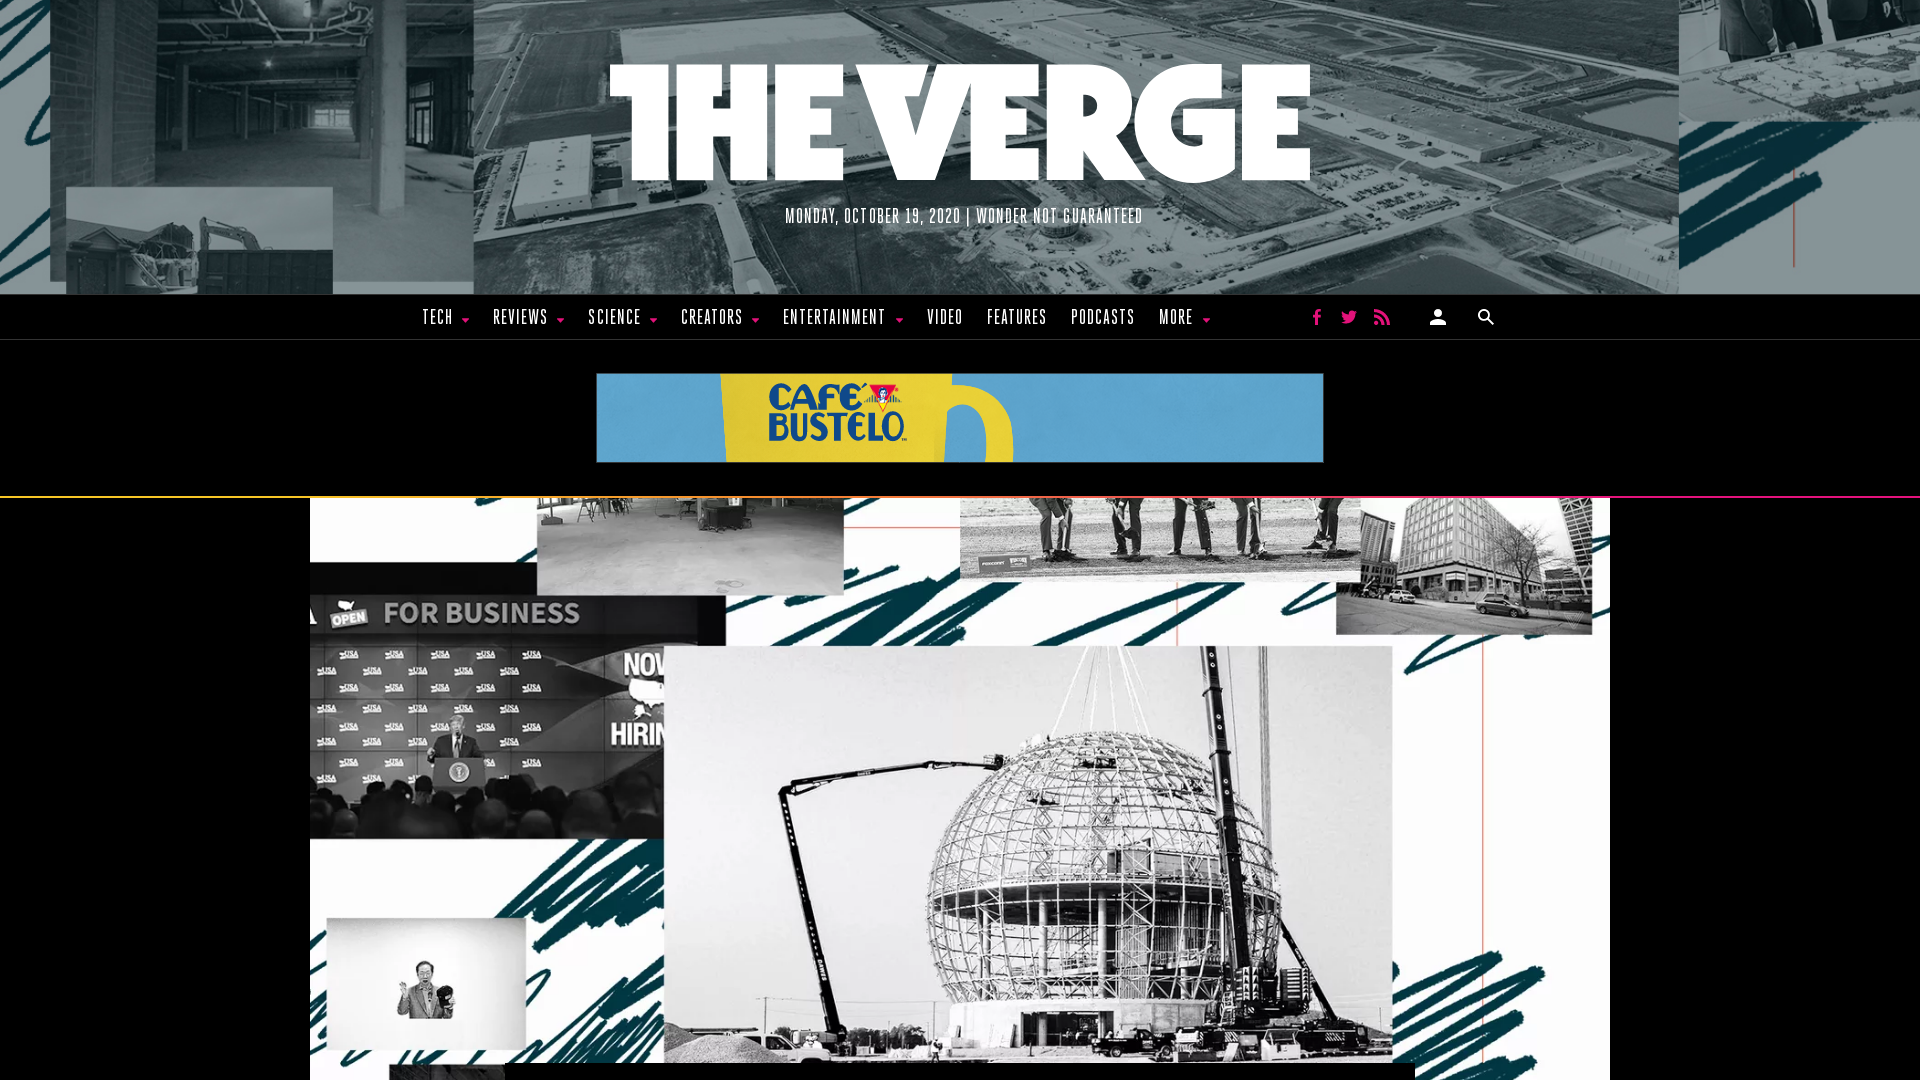 THE VERGE
MONDAY, OCTOBER 19, 2020 | WONDER NOT GUARANTEED
TECH REVIEWS SCIENCE CREATORS ENTERTAINMENT VIDEO FEATURES PODCASTS MORE
CAFÉ
BUSTELO
OPEN FOR BUSINESS
NOW
HIRIN